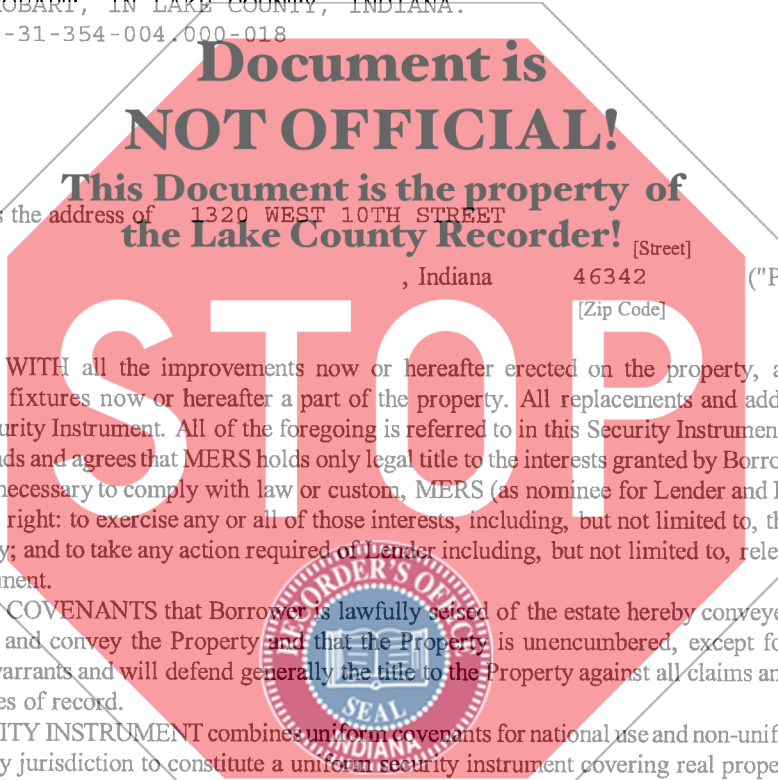 OBART, IN LAKE COUNTY, INDIANA.
-31-354-004.000-018
Document is
NOT OFFICIAL!
This Document is the property of
s the address of 1320 WEST 10TH STREET
the Lake County Recorder!
[Street]
, Indiana 46342 ("P
[Zip Code]
STOP
WITH all the improvements now or hereafter erected on the property, a
fixtures now or hereafter a part of the property. All replacements and add
urity Instrument. All of the foregoing is referred to in this Security Instrumen
ds and agrees that MERS holds only legal title to the interests granted by Borro
necessary to comply with law or custom, MERS (as nominee for Lender and
right: to exercise any or all of those interests, including, but not limited to, th
y; and to take any action required of Lender including, but not limited to, rele
ment.
COVENANTS that Borrower is lawfully seised of the estate hereby conveye
and convey the Property and that the Property is unencumbered, except fo
warrants and will defend generally the title to the Property against all claims an
es of record.
ITY INSTRUMENT combines uniform covenants for national use and non-unif
y jurisdiction to constitute a uniform security instrument covering real prope
RECORDER'S OFFI
SEAL
INDIANA